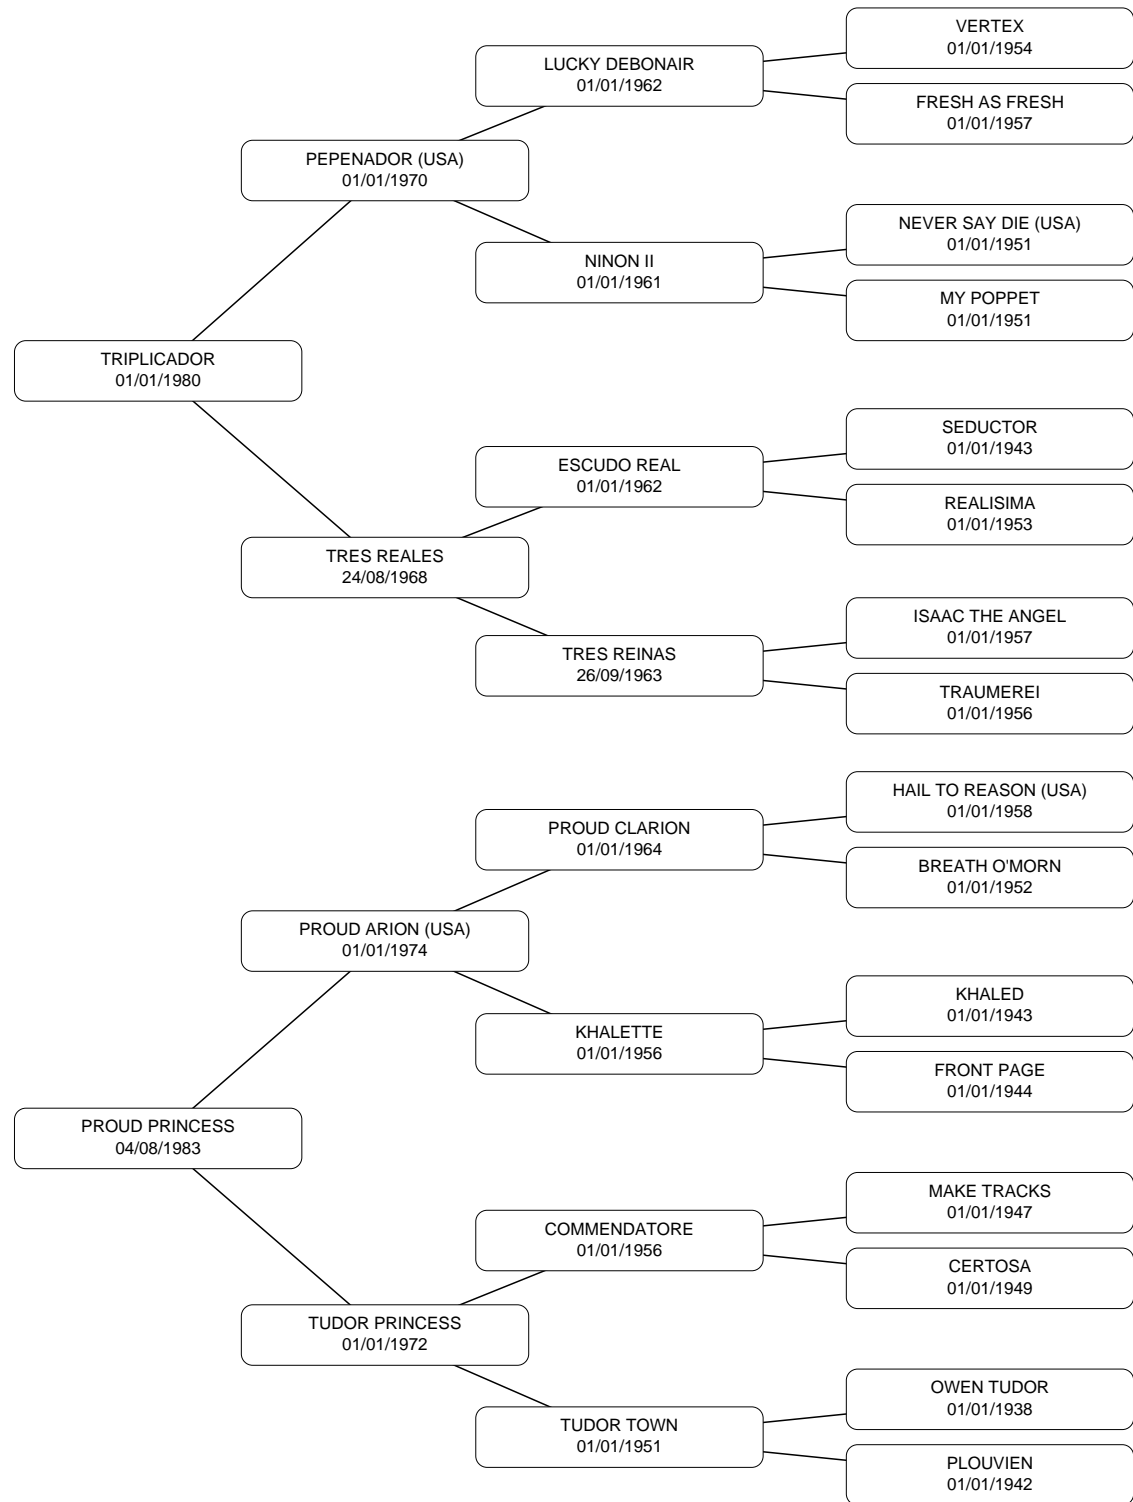 VERTEX
01/01/1954
LUCKY DEBONAIR
01/01/1962
FRESH AS FRESH
01/01/1957
PEPENADOR (USA)
01/01/1970
NEVER SAY DIE (USA)
01/01/1951
NINON II
01/01/1961
MY POPPET
01/01/1951
TRIPLICADOR
01/01/1980
SEDUCTOR
01/01/1943
ESCUDO REAL
01/01/1962
REALISIMA
01/01/1953
TRES REALES
24/08/1968
ISAAC THE ANGEL
01/01/1957
TRES REINAS
26/09/1963
TRAUMEREI
01/01/1956
HAIL TO REASON (USA)
01/01/1958
PROUD CLARION
01/01/1964
BREATH O'MORN
01/01/1952
PROUD ARION (USA)
01/01/1974
KHALED
01/01/1943
KHALETTE
01/01/1956
FRONT PAGE
01/01/1944
PROUD PRINCESS
04/08/1983
MAKE TRACKS
01/01/1947
COMMENDATORE
01/01/1956
CERTOSA
01/01/1949
TUDOR PRINCESS
01/01/1972
OWEN TUDOR
01/01/1938
TUDOR TOWN
01/01/1951
PLOUVIEN
01/01/1942